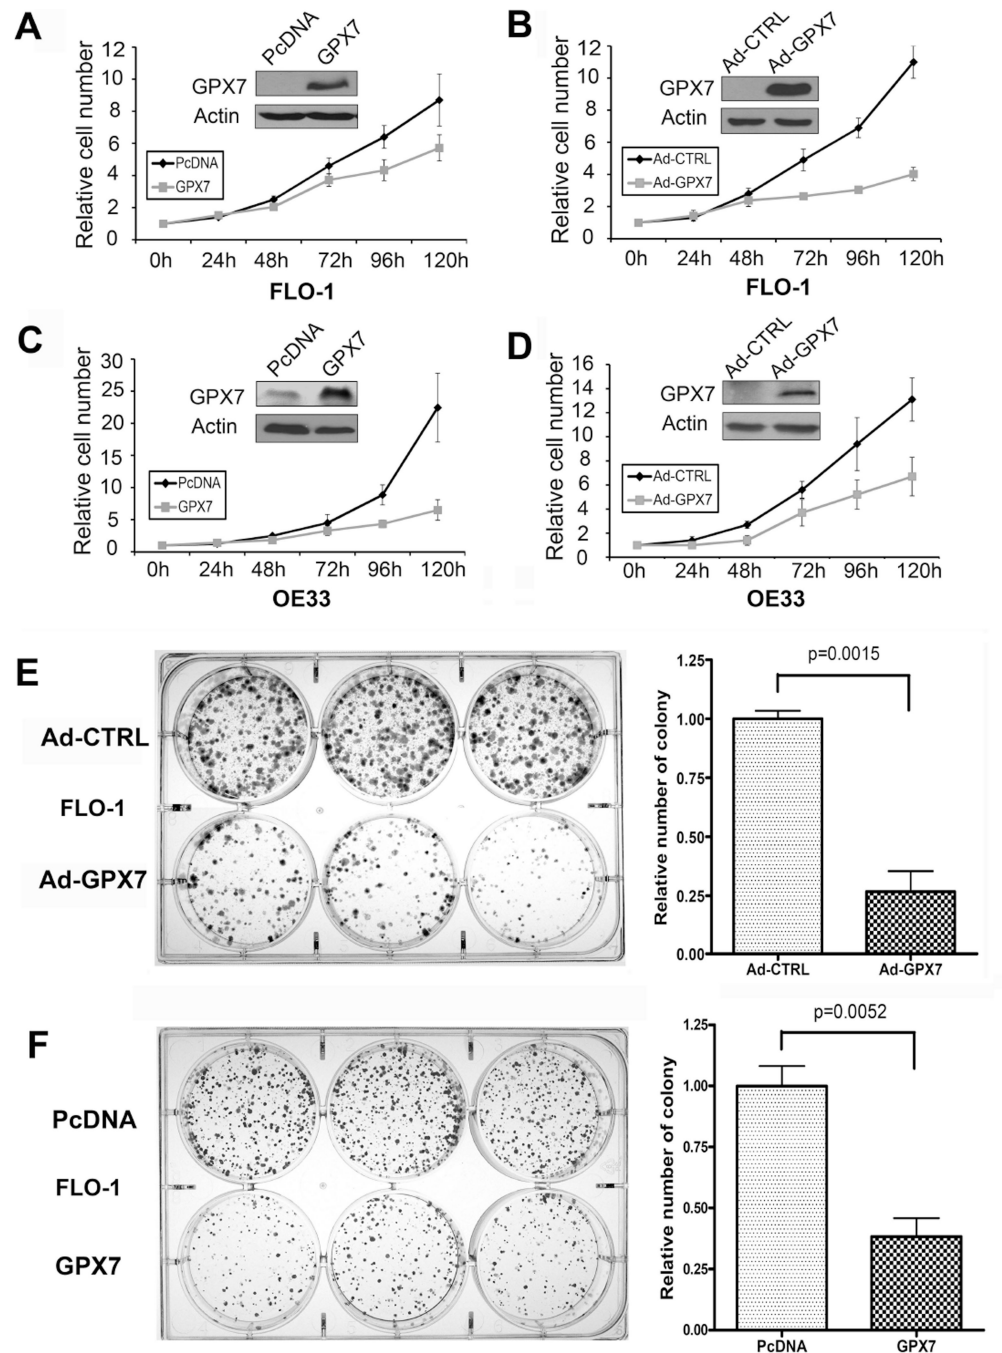 A
PcDNA
GPX7
GPX7
Actin
Relative cell number
12
10
8
6
4
2
0
PcDNA
GPX7
0h 24h 48h 72h 96h 120h
FLO-1
B
Ad-CTRL
Ad-GPX7
GPX7
Actin
Relative cell number
12
10
8
6
4
2
0
Ad-CTRL
Ad-GPX7
0h 24h 48h 72h 96h 120h
FLO-1
C
PcDNA
GPX7
GPX7
Actin
Relative cell number
30
25
20
15
10
5
0
PcDNA
GPX7
0h 24h 48h 72h 96h 120h
OE33
D
Ad-CTRL
Ad-GPX7
GPX7
Actin
Relative cell number
16
14
12
10
8
6
4
2
0
Ad-CTRL
Ad-GPX7
0h 24h 48h 72h 96h 120h
OE33
E
Ad-CTRL
FLO-1
Ad-GPX7
p=0.0015
Relative number of colony
1.25
1.00
0.75
0.50
0.25
0.00
Ad-CTRL Ad-GPX7
F
PcDNA
FLO-1
GPX7
p=0.0052
Relative number of colony
1.25
1.00
0.75
0.50
0.25
0.00
PcDNA GPX7